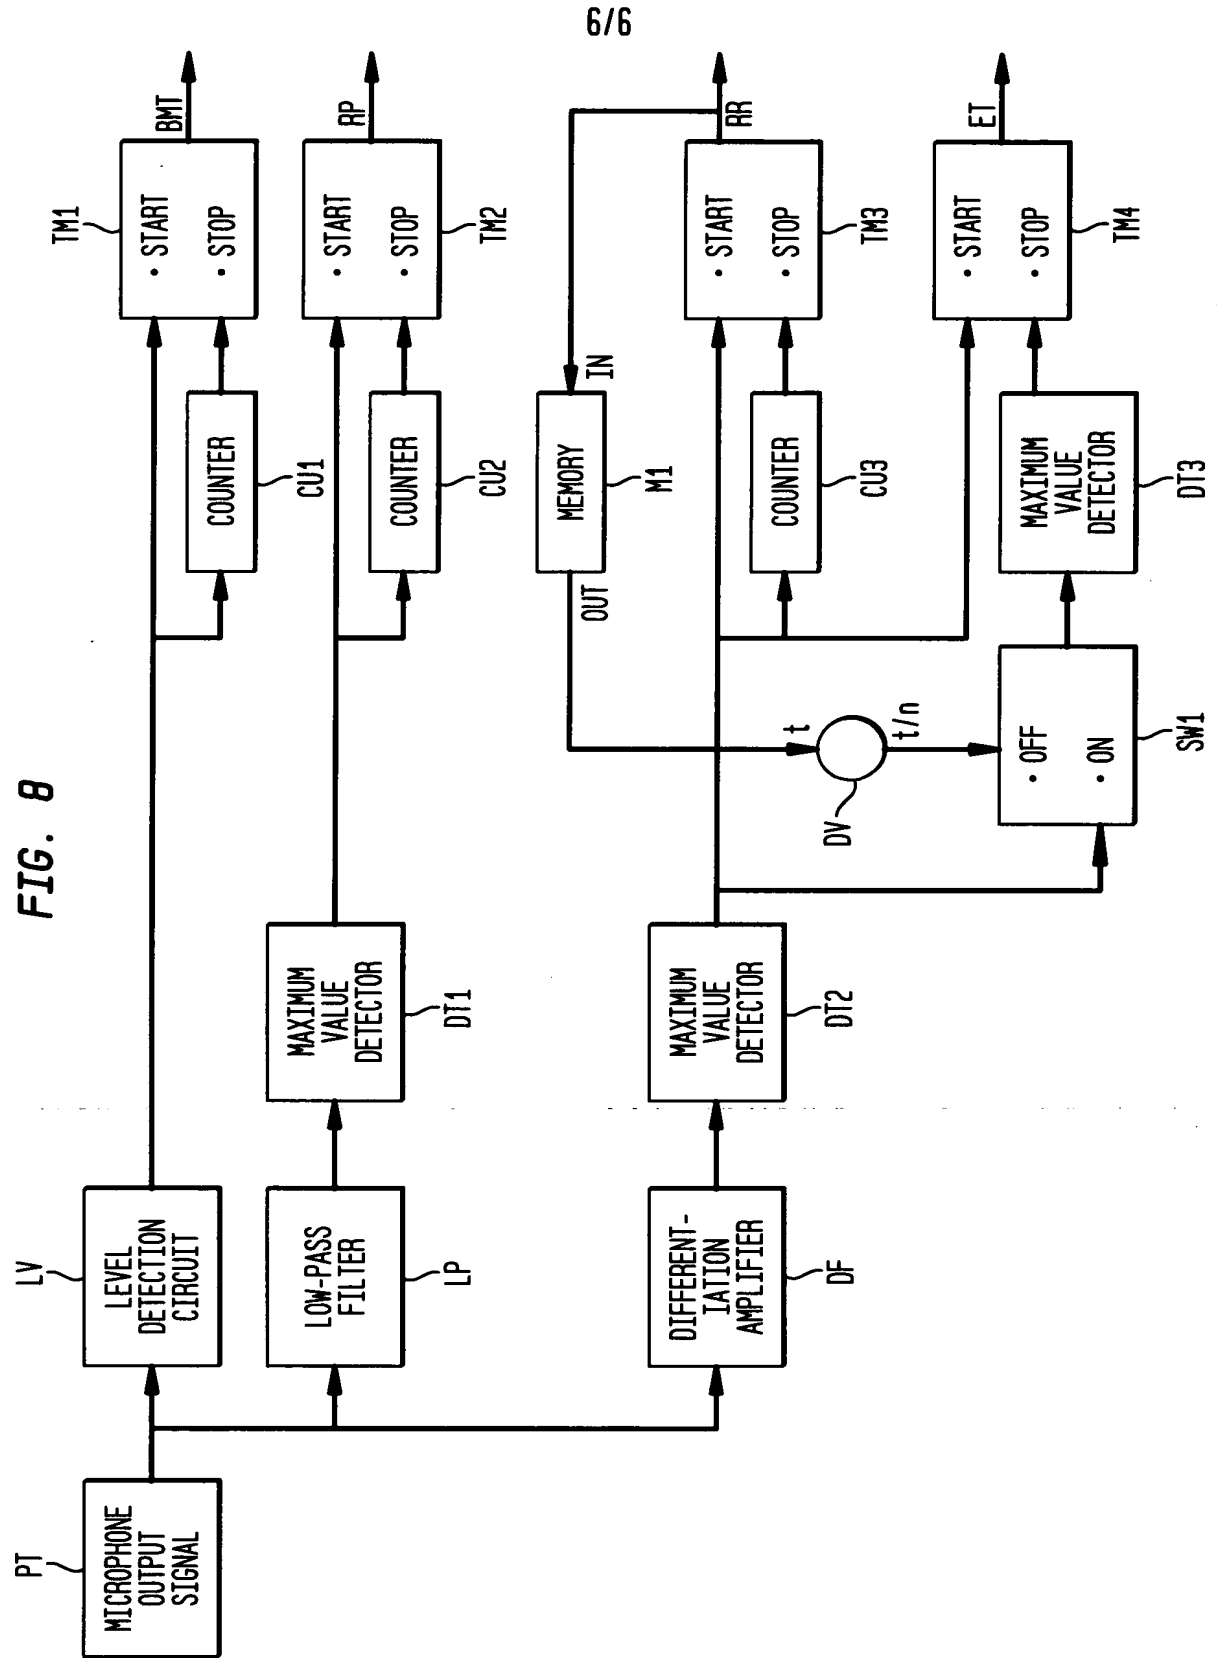 9/9
FIG. 8
PT
MICROPHONE
OUTPUT
SIGNAL
LV
LEVEL
DETECTION
CIRCUIT
LOW-PASS
FILTER
LP
DIFFERENT-
IATION
AMPLIFIER
DF
MAXIMUM
VALUE
DETECTOR
DT1
MAXIMUM
VALUE
DETECTOR
DT2
COUNTER
CU1
COUNTER
CU2
TM1
• START
• STOP
BMT
• START
• STOP
TM2
RP
OUT
MEMORY
IN
M1
COUNTER
CU3
• START
• STOP
TM3
RR
t
DV
t/n
• OFF
• ON
SW1
MAXIMUM
VALUE
DETECTOR
DT3
• START
• STOP
TM4
ET